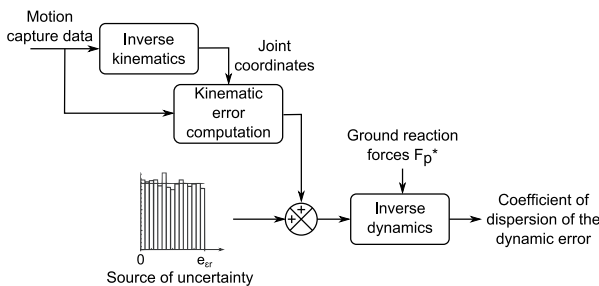 Motion
capture data
Inverse
kinematics
Joint
coordinates
Kinematic
error
computation
Ground reaction
forces Fp*
+
+
Inverse
dynamics
Coefficient of
dispersion of the
dynamic error
0
eεr
Source of uncertainty